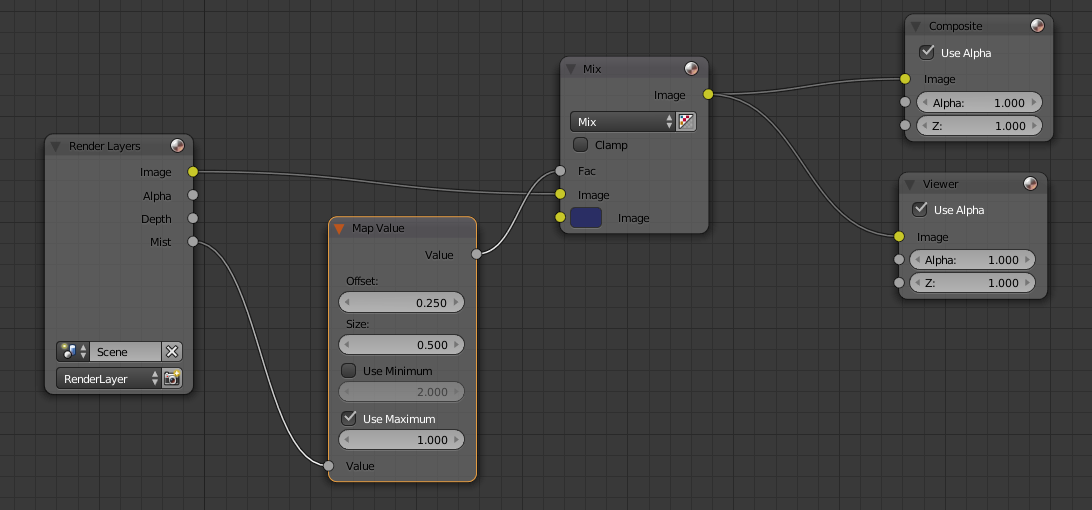 Render Layers
Image
Alpha
Depth
Mist
Scene
RenderLayer
Map Value
Value
Offset:
0.250
Size:
0.500
Use Minimum
2.000
Use Maximum
1.000
Value
Mix
Image
Mix
Clamp
Fac
Image
Image
Composite
Use Alpha
Image
Alpha: 1.000
Z: 1.000
Viewer
Use Alpha
Image
Alpha: 1.000
Z: 1.000